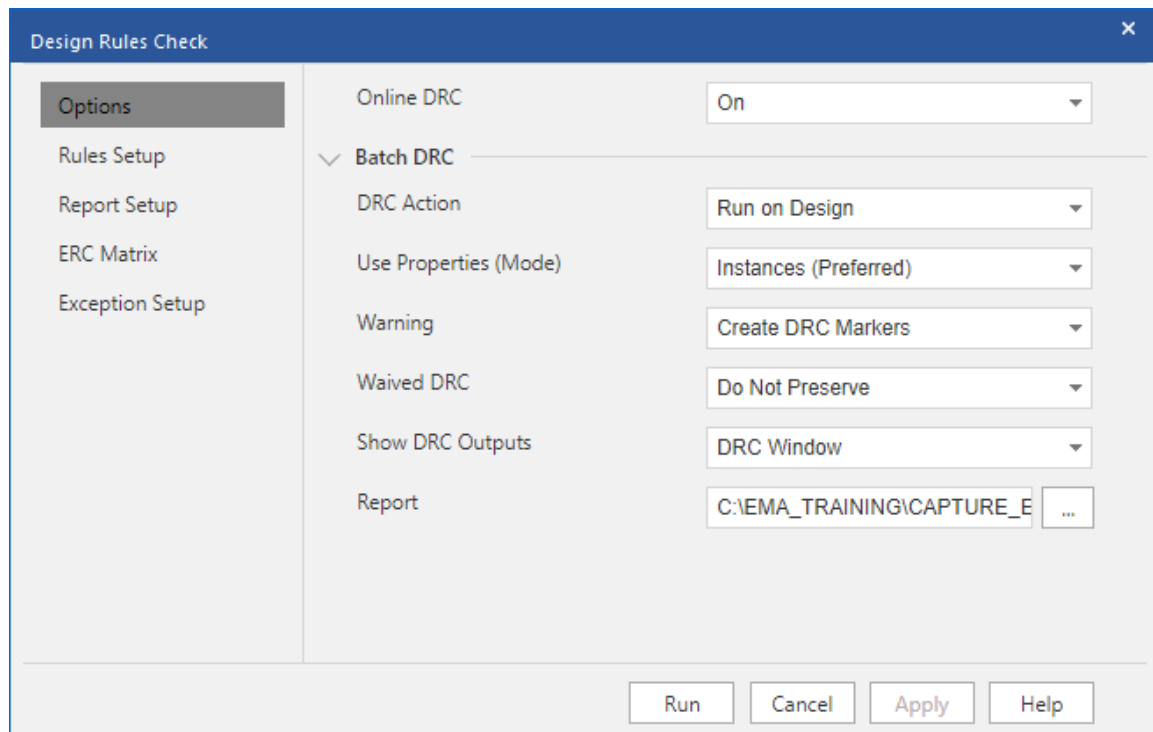 Design Rules Check
Options
Rules Setup
Report Setup
ERC Matrix
Exception Setup
Online DRC On
Batch DRC
DRC Action Run on Design
Use Properties (Mode) Instances (Preferred)
Warning Create DRC Markers
Waived DRC Do Not Preserve
Show DRC Outputs DRC Window
Report C:\EMA_TRAINING\CAPTURE_E ...
Run Cancel Apply Help